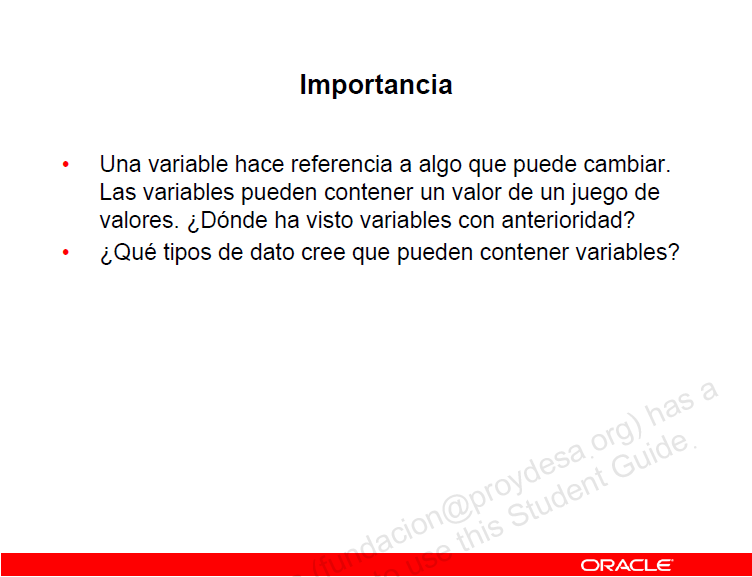 Importancia
• Una variable hace referencia a algo que puede cambiar.
Las variables pueden contener un valor de un juego de
valores. ¿Dónde ha visto variables con anterioridad?
• ¿Qué tipos de dato cree que pueden contener variables?
(fundacion@proydesa.org) has a
to use this Student Guide.
ORACLE